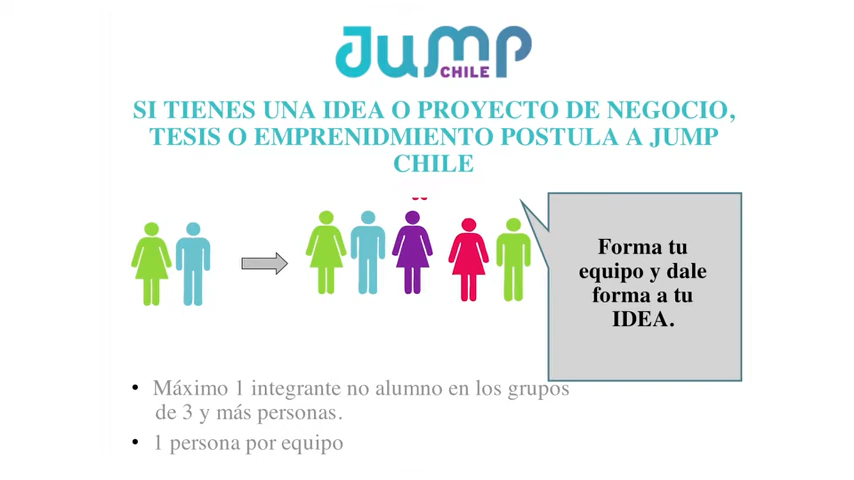 Jump
CHILE
SI TIENES UNA IDEA O PROYECTO DE NEGOCIO,
TESIS O EMPRENIDMIENTO POSTULA A JUMP
CHILE
Forma tu
equipo y dale
forma a tu
IDEA.
• Máximo 1 integrante no alumno en los grupos
de 3 y más personas.
• 1 persona por equipo